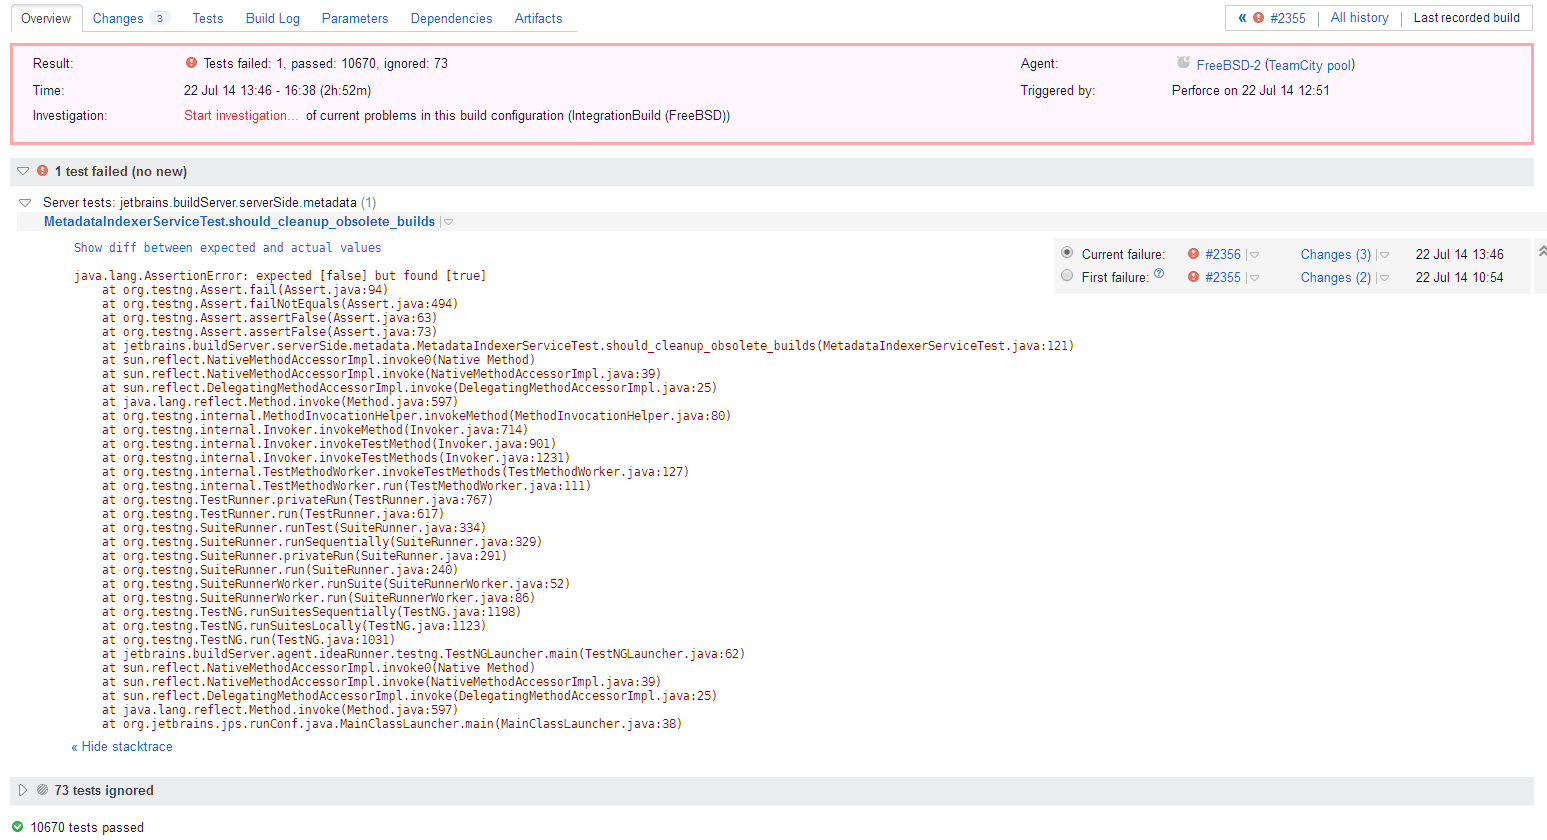 Overview Changes 3 Tests Build Log Parameters Dependencies Artifacts « #2355 All history Last recorded build
Result: Tests failed: 1, passed: 10670, ignored: 73 Agent: FreeBSD-2 (TeamCity pool)
Time: 22 Jul 14 13:46 - 16:38 (2h:52m) Triggered by: Perforce on 22 Jul 14 12:51
Investigation: Start investigation... of current problems in this build configuration (IntegrationBuild (FreeBSD))
1 test failed (no new)
Server tests: jetbrains.buildServer.serverSide.metadata (1)
MetadataIndexerServiceTest.should_cleanup_obsolete_builds
Show diff between expected and actual values
Current failure: #2356 Changes (3) 22 Jul 14 13:46
First failure: ? #2355 Changes (2) 22 Jul 14 10:54
java.lang.AssertionError: expected [false] but found [true]
at org.testng.Assert.fail(Assert.java:94)
at org.testng.Assert.failNotEquals(Assert.java:494)
at org.testng.Assert.assertFalse(Assert.java:63)
at org.testng.Assert.assertFalse(Assert.java:73)
at jetbrains.buildServer.serverSide.metadata.MetadataIndexerServiceTest.should_cleanup_obsolete_builds(MetadataIndexerServiceTest.java:121)
at sun.reflect.NativeMethodAccessorImpl.invoke0(Native Method)
at sun.reflect.NativeMethodAccessorImpl.invoke(NativeMethodAccessorImpl.java:39)
at sun.reflect.DelegatingMethodAccessorImpl.invoke(DelegatingMethodAccessorImpl.java:25)
at java.lang.reflect.Method.invoke(Method.java:597)
at org.testng.internal.MethodInvocationHelper.invokeMethod(MethodInvocationHelper.java:80)
at org.testng.internal.Invoker.invokeMethod(Invoker.java:714)
at org.testng.internal.Invoker.invokeTestMethod(Invoker.java:901)
at org.testng.internal.Invoker.invokeTestMethods(Invoker.java:1231)
at org.testng.internal.TestMethodWorker.invokeTestMethods(TestMethodWorker.java:127)
at org.testng.internal.TestMethodWorker.run(TestMethodWorker.java:111)
at org.testng.TestRunner.privateRun(TestRunner.java:767)
at org.testng.TestRunner.run(TestRunner.java:617)
at org.testng.SuiteRunner.runTest(SuiteRunner.java:334)
at org.testng.SuiteRunner.runSequentially(SuiteRunner.java:329)
at org.testng.SuiteRunner.privateRun(SuiteRunner.java:291)
at org.testng.SuiteRunner.run(SuiteRunner.java:240)
at org.testng.SuiteRunnerWorker.runSuite(SuiteRunnerWorker.java:52)
at org.testng.SuiteRunnerWorker.run(SuiteRunnerWorker.java:86)
at org.testng.TestNG.runSuitesSequentially(TestNG.java:1198)
at org.testng.TestNG.runSuitesLocally(TestNG.java:1123)
at org.testng.TestNG.run(TestNG.java:1031)
at jetbrains.buildServer.agent.ideaRunner.testng.TestNGLauncher.main(TestNGLauncher.java:62)
at sun.reflect.NativeMethodAccessorImpl.invoke0(Native Method)
at sun.reflect.NativeMethodAccessorImpl.invoke(NativeMethodAccessorImpl.java:39)
at sun.reflect.DelegatingMethodAccessorImpl.invoke(DelegatingMethodAccessorImpl.java:25)
at java.lang.reflect.Method.invoke(Method.java:597)
at org.jetbrains.jps.runConf.java.MainClassLauncher.main(MainClassLauncher.java:38)
« Hide stacktrace
73 tests ignored
10670 tests passed